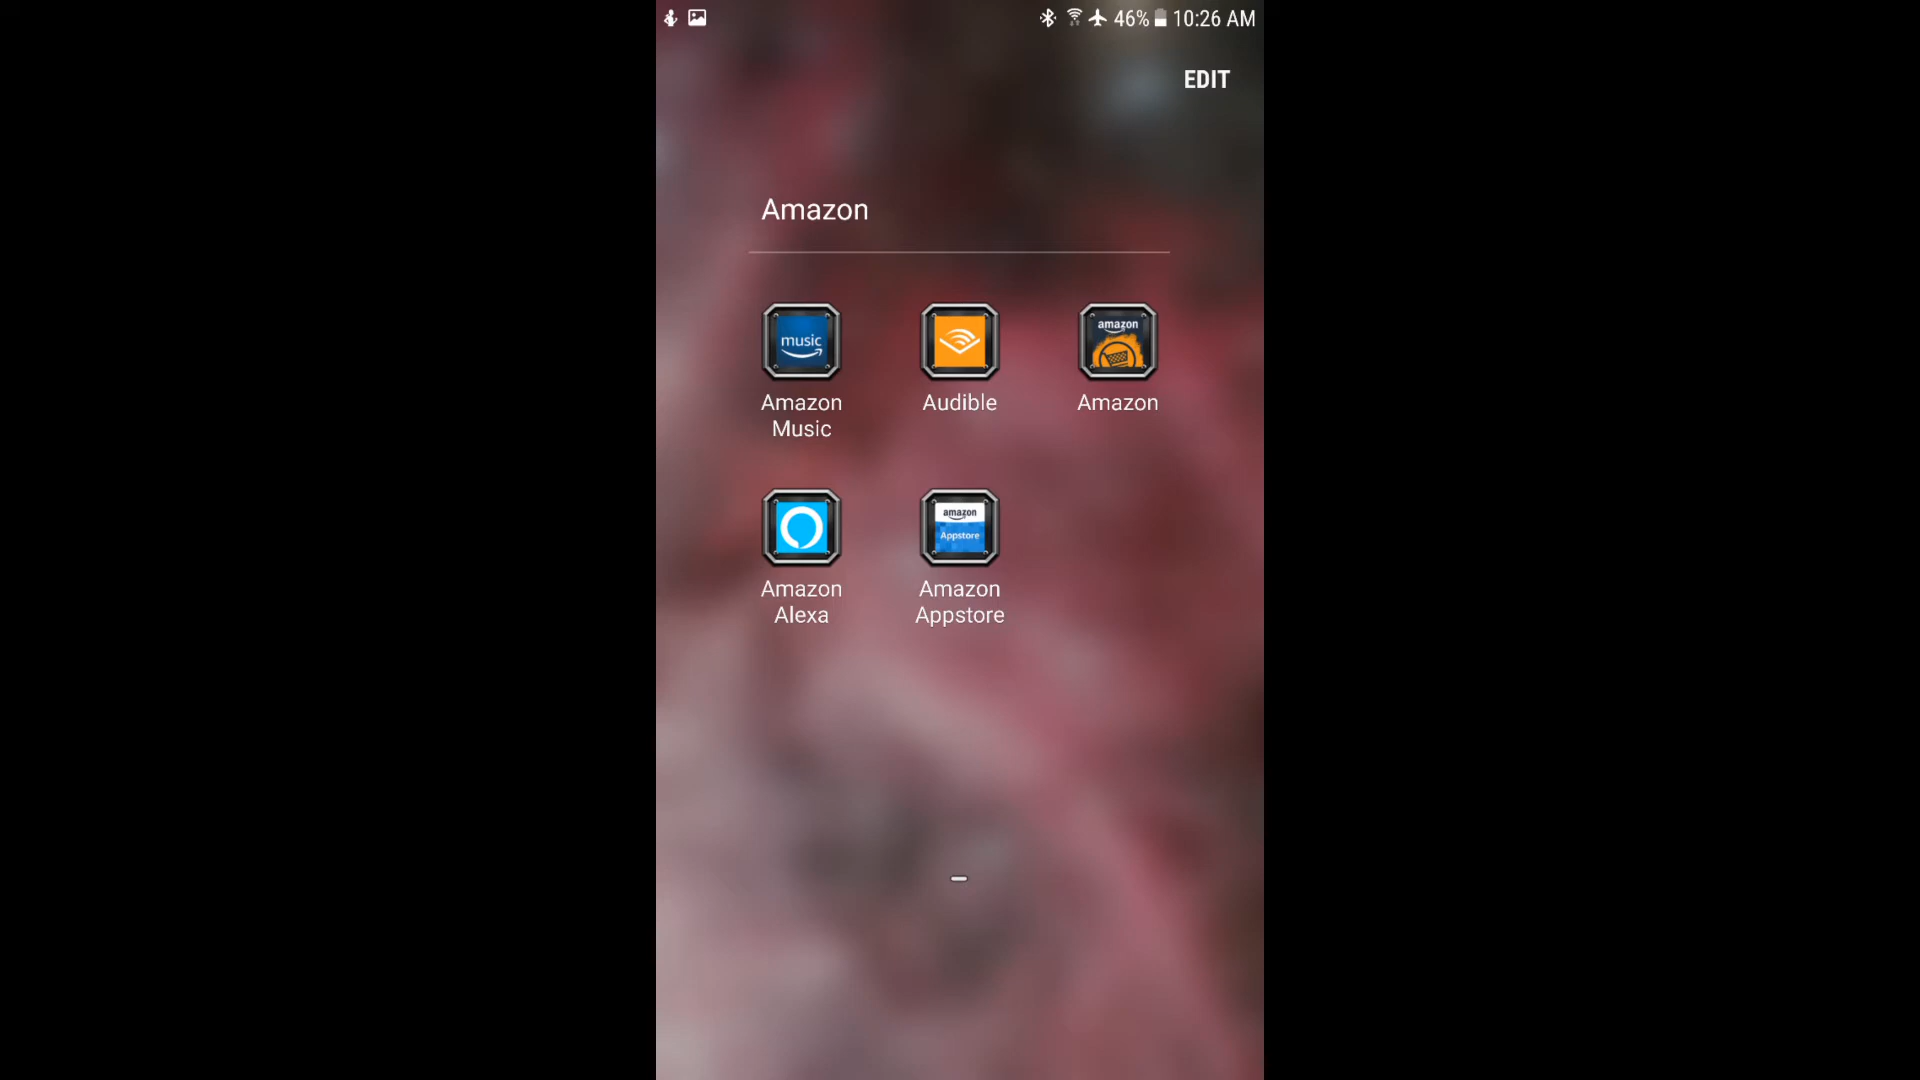 46% 10:26 AM
EDIT
Amazon
music
amazon
Amazon
Music
Audible
Amazon
amazon
Appstore
Amazon
Alexa
Amazon
Appstore